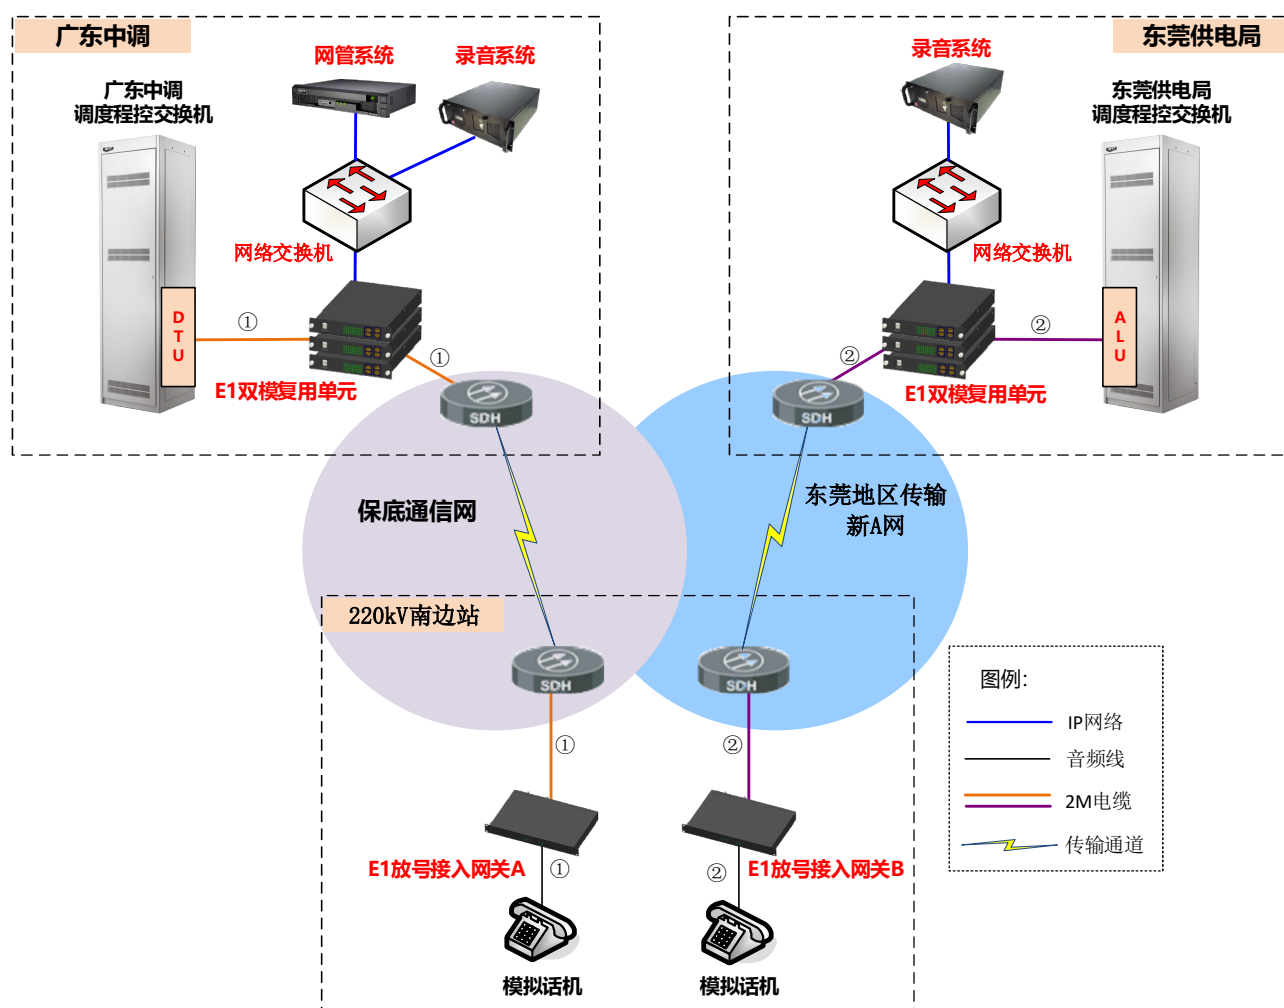 广东中调
东莞供电局
网管系统
录音系统
录音系统
广东中调
调度程控交换机
东莞供电局
调度程控交换机
网络交换机
网络交换机
D
T
U
①
①
E1双模复用单元
②
②
A
L
U
E1双模复用单元
SDH
SDH
保底通信网
东莞地区传输
新A网
220kV南边站
SDH
SDH
①
②
E1放号接入网关A
①
②
E1放号接入网关B
模拟话机
模拟话机
图例:
IP网络
音频线
2M电缆
传输通道